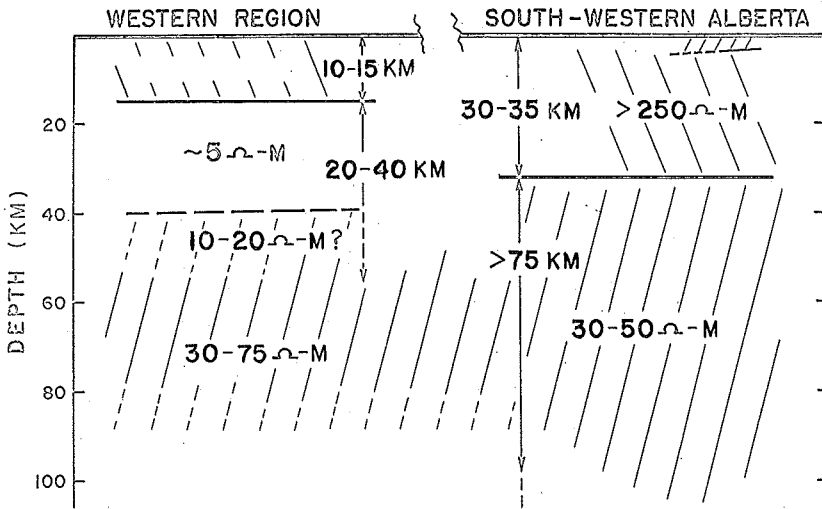 WESTERN REGION
SOUTH-WESTERN ALBERTA
10-15 KM
30-35 KM
>250 Ω-M
20
~5 Ω-M
20-40 KM
40
10-20 Ω-M?
>75 KM
60
30-75 Ω-M
30-50 Ω-M
80
100
DEPTH (KM)